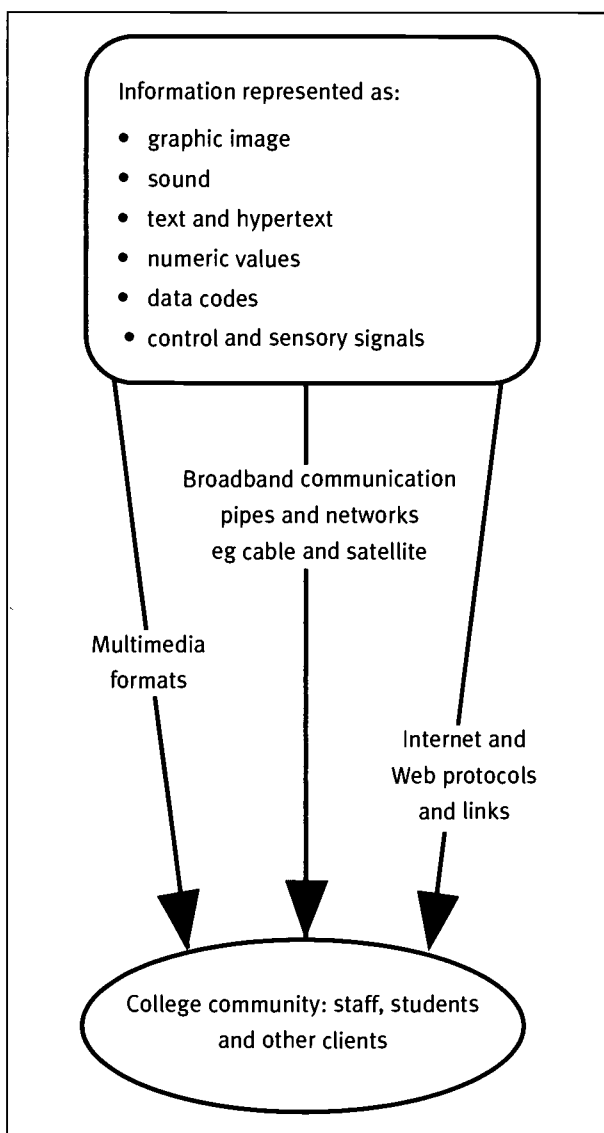 Information represented as:
• graphic image
• sound
• text and hypertext
• numeric values
• data codes
• control and sensory signals
Broadband communication
pipes and networks
eg cable and satellite
Multimedia
formats
Internet and
Web protocols
and links
College community: staff, students
and other clients